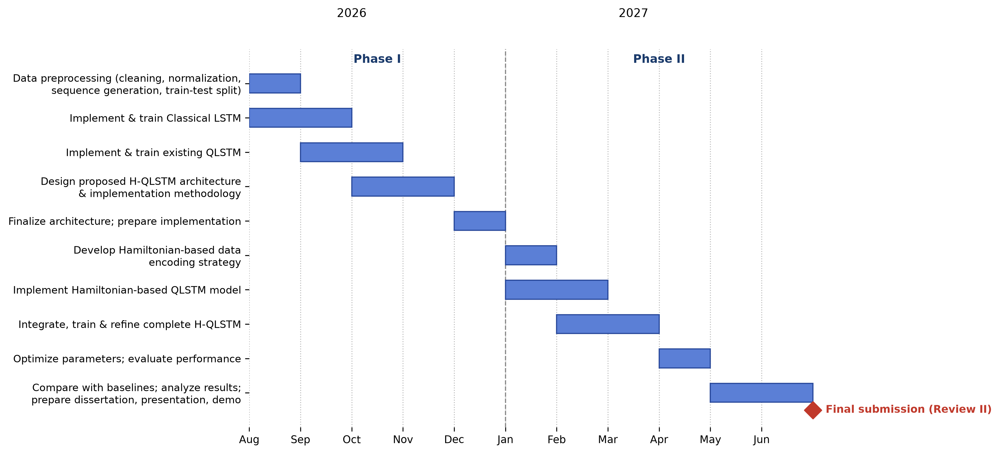 2026
2027
Phase I
Phase II
Data preprocessing (cleaning, normalization,
sequence generation, train-test split)
Implement & train Classical LSTM
Implement & train existing QLSTM
Design proposed H-QLSTM architecture
& implementation methodology
Finalize architecture; prepare implementation
Develop Hamiltonian-based data
encoding strategy
Implement Hamiltonian-based QLSTM model
Integrate, train & refine complete H-QLSTM
Optimize parameters; evaluate performance
Compare with baselines; analyze results;
prepare dissertation, presentation, demo
Final submission (Review II)
Aug Sep Oct Nov Dec Jan Feb Mar Apr May Jun